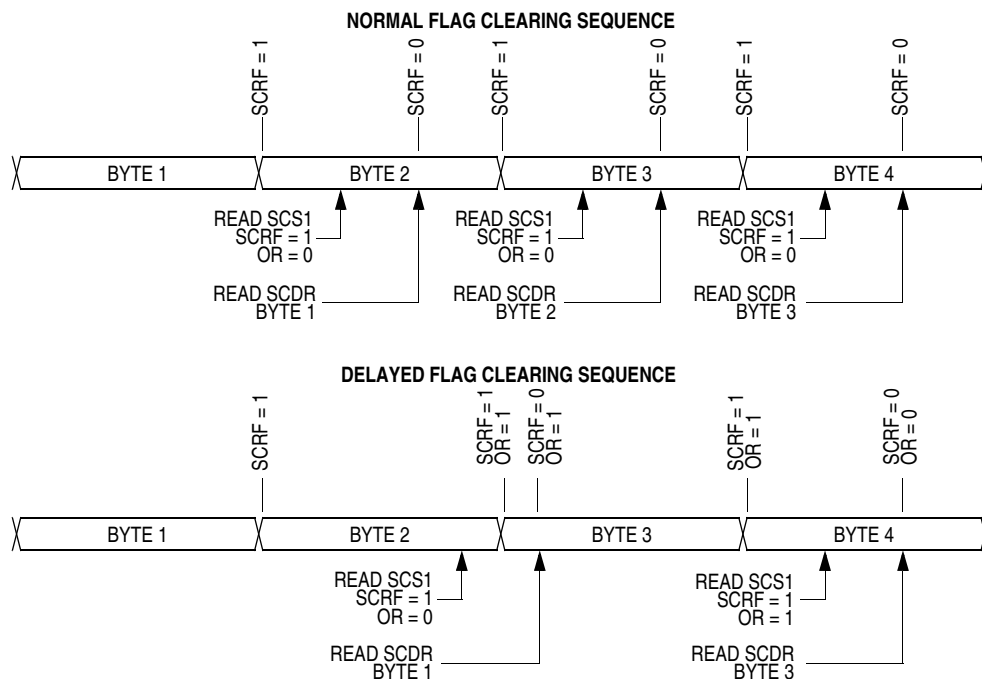 NORMAL FLAG CLEARING SEQUENCE
SCRF = 1
SCRF = 0
SCRF = 1
SCRF = 0
SCRF = 1
SCRF = 0
BYTE 1
BYTE 2
BYTE 3
BYTE 4
READ SCS1
SCRF = 1
OR = 0
READ SCS1
SCRF = 1
OR = 0
READ SCS1
SCRF = 1
OR = 0
READ SCDR
BYTE 1
READ SCDR
BYTE 2
READ SCDR
BYTE 3
DELAYED FLAG CLEARING SEQUENCE
SCRF = 1
SCRF = 1
OR = 1
SCRF = 0
OR = 1
SCRF = 1
OR = 1
SCRF = 0
OR = 0
BYTE 1
BYTE 2
BYTE 3
BYTE 4
READ SCS1
SCRF = 1
OR = 0
READ SCS1
SCRF = 1
OR = 1
READ SCDR
BYTE 1
READ SCDR
BYTE 3